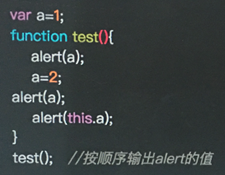 var a=1;
function test(){
alert(a);
a=2;
alert(a);
alert(this.a);
}
test();  //按顺序输出alert的值